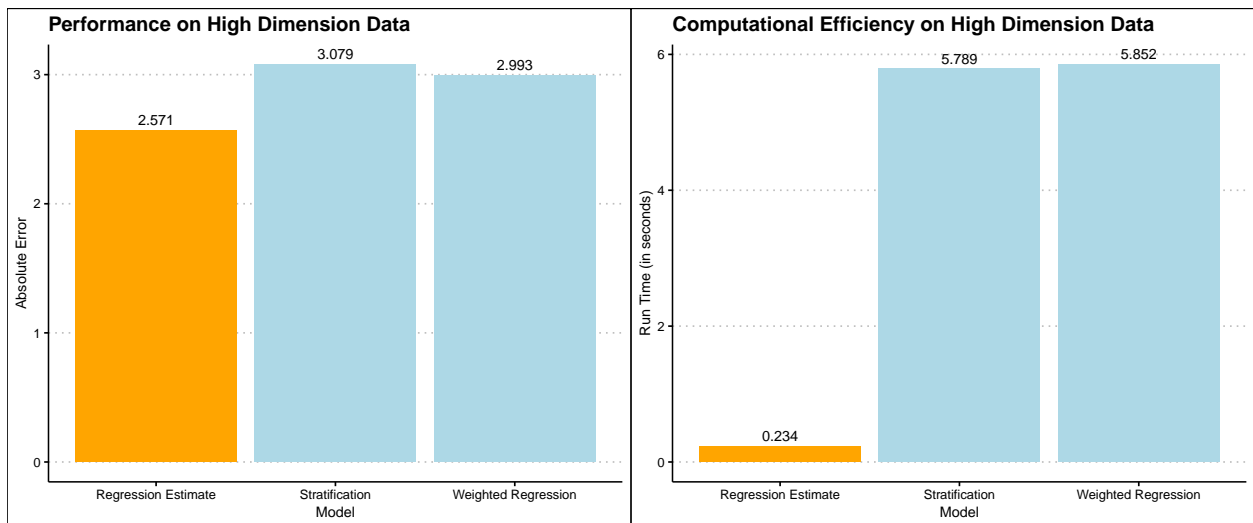 Performance on High Dimension Data
3.079
2.993
2.571
3
2
1
0
Absolute Error
Regression Estimate
Stratification
Weighted Regression
Model
Computational Efficiency on High Dimension Data
5.789
5.852
0.234
6
4
2
0
Run Time (in seconds)
Regression Estimate
Stratification
Weighted Regression
Model